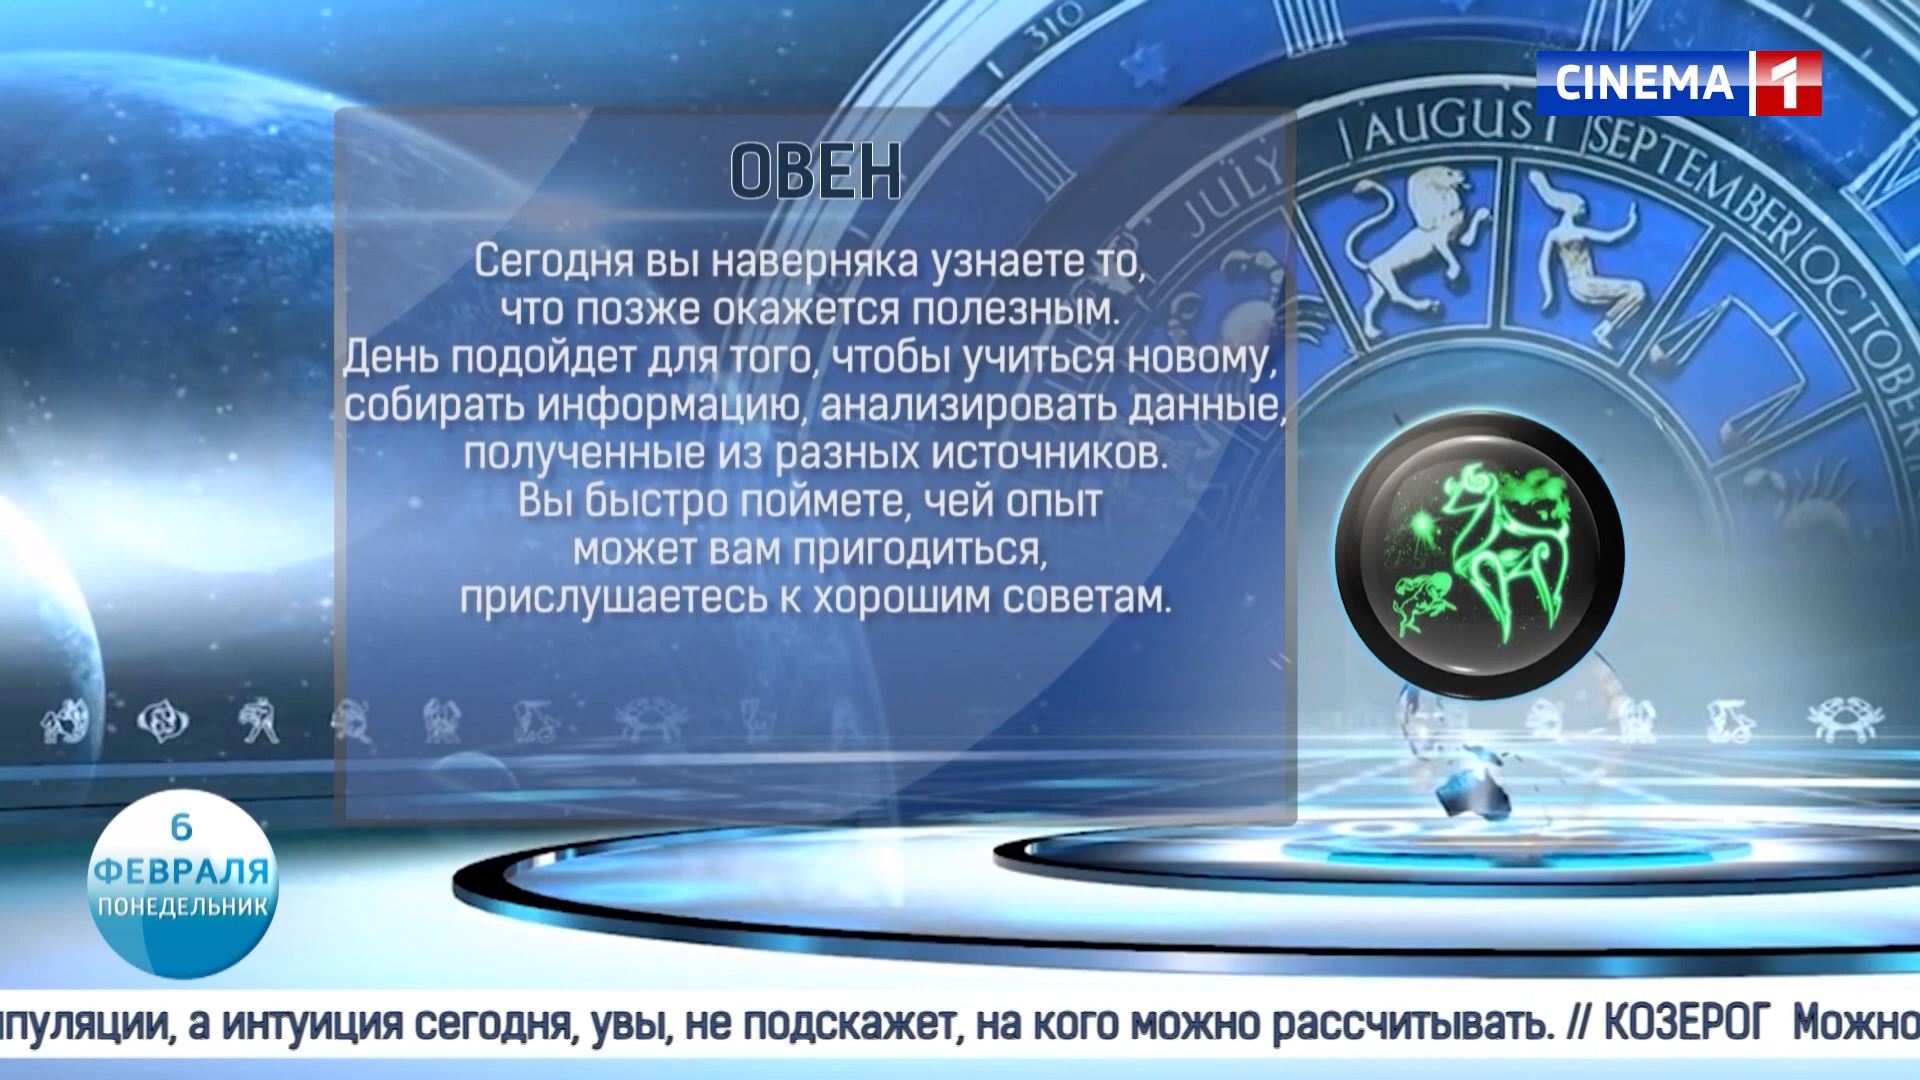 310
CINEMA 1
JULY
AUGUST
SEPTEMBER
OCTOBER
ОВЕН
Сегодня вы наверняка узнаете то,
что позже окажется полезным.
День подойдет для того, чтобы учиться новому,
собирать информацию, анализировать данные,
полученные из разных источников.
Вы быстро поймете, чей опыт
может вам пригодиться,
прислушаетесь к хорошим советам.
6
ФЕВРАЛЯ
ПОНЕДЕЛЬНИК
ипуляции, а интуиция сегодня, увы, не подскажет, на кого можно рассчитывать. // КОЗЕРОГ Можно